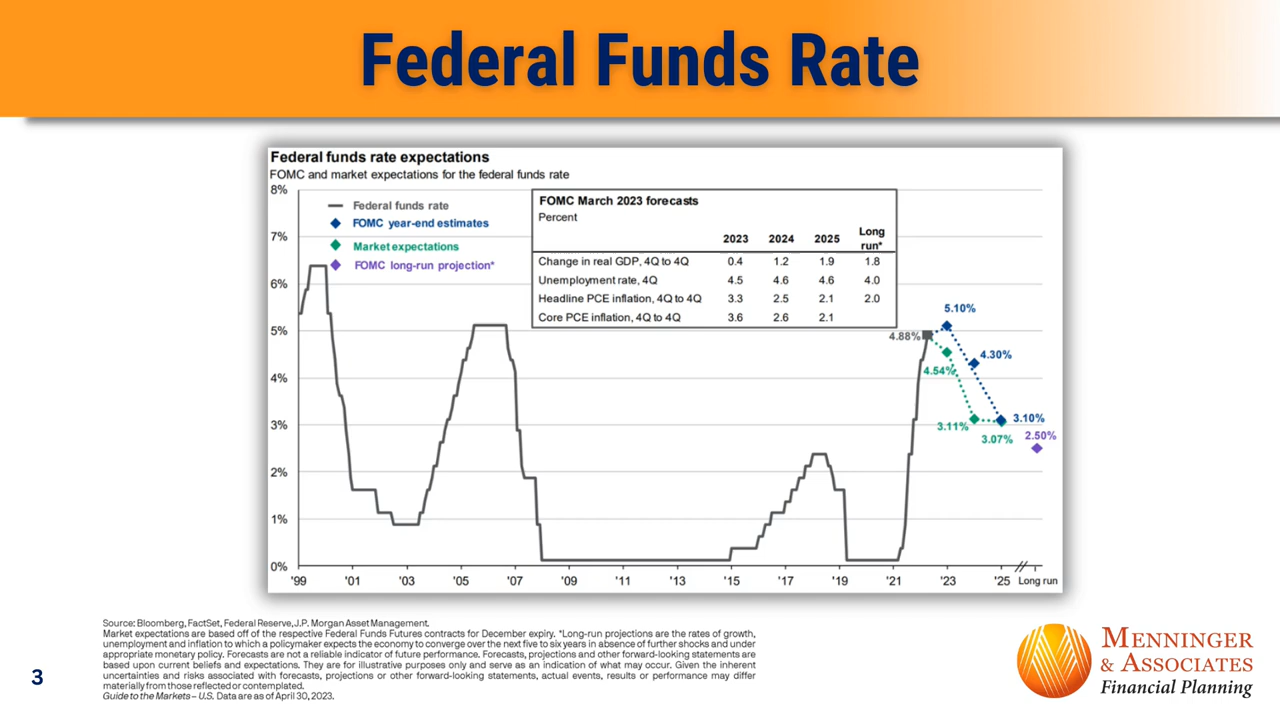 Federal Funds Rate
Federal funds rate expectations
FOMC and market expectations for the federal funds rate
8%
7%
6%
5%
4%
3%
2%
1%
0%
Federal funds rate
FOMC year-end estimates
Market expectations
FOMC long-run projection*
FOMC March 2023 forecasts
Percent
2023 2024 2025 Long run*
Change in real GDP, 4Q to 4Q 0.4 1.2 1.9 1.8
Unemployment rate, 4Q 4.5 4.6 4.6 4.0
Headline PCE inflation, 4Q to 4Q 3.3 2.5 2.1 2.0
Core PCE inflation, 4Q to 4Q 3.6 2.6 2.1
5.10%
4.88%
4.30%
4.54%
3.10%
3.11%
3.07%
2.50%
'99 '01 '03 '05 '07 '09 '11 '13 '15 '17 '19 '21 '23 '25 Long run
Source: Bloomberg, FactSet, Federal Reserve, J.P. Morgan Asset Management.
Market expectations are based off of the respective Federal Funds Futures contracts for December expiry. *Long-run projections are the rates of growth,
unemployment and inflation to which a policymaker expects the economy to converge over the next five to six years in absence of further shocks and under
appropriate monetary policy. Forecasts are not a reliable indicator of future performance. Forecasts, projections and other forward-looking statements are
based upon current beliefs and expectations. They are for illustrative purposes only and serve as an indication of what may occur. Given the inherent
uncertainties and risks associated with forecasts, projections or other forward-looking statements, actual events, results or performance may differ
materially from those reflected or contemplated.
Guide to the Markets – U.S. Data are as of April 30, 2023.
3
MENNINGER
& ASSOCIATES
Financial Planning